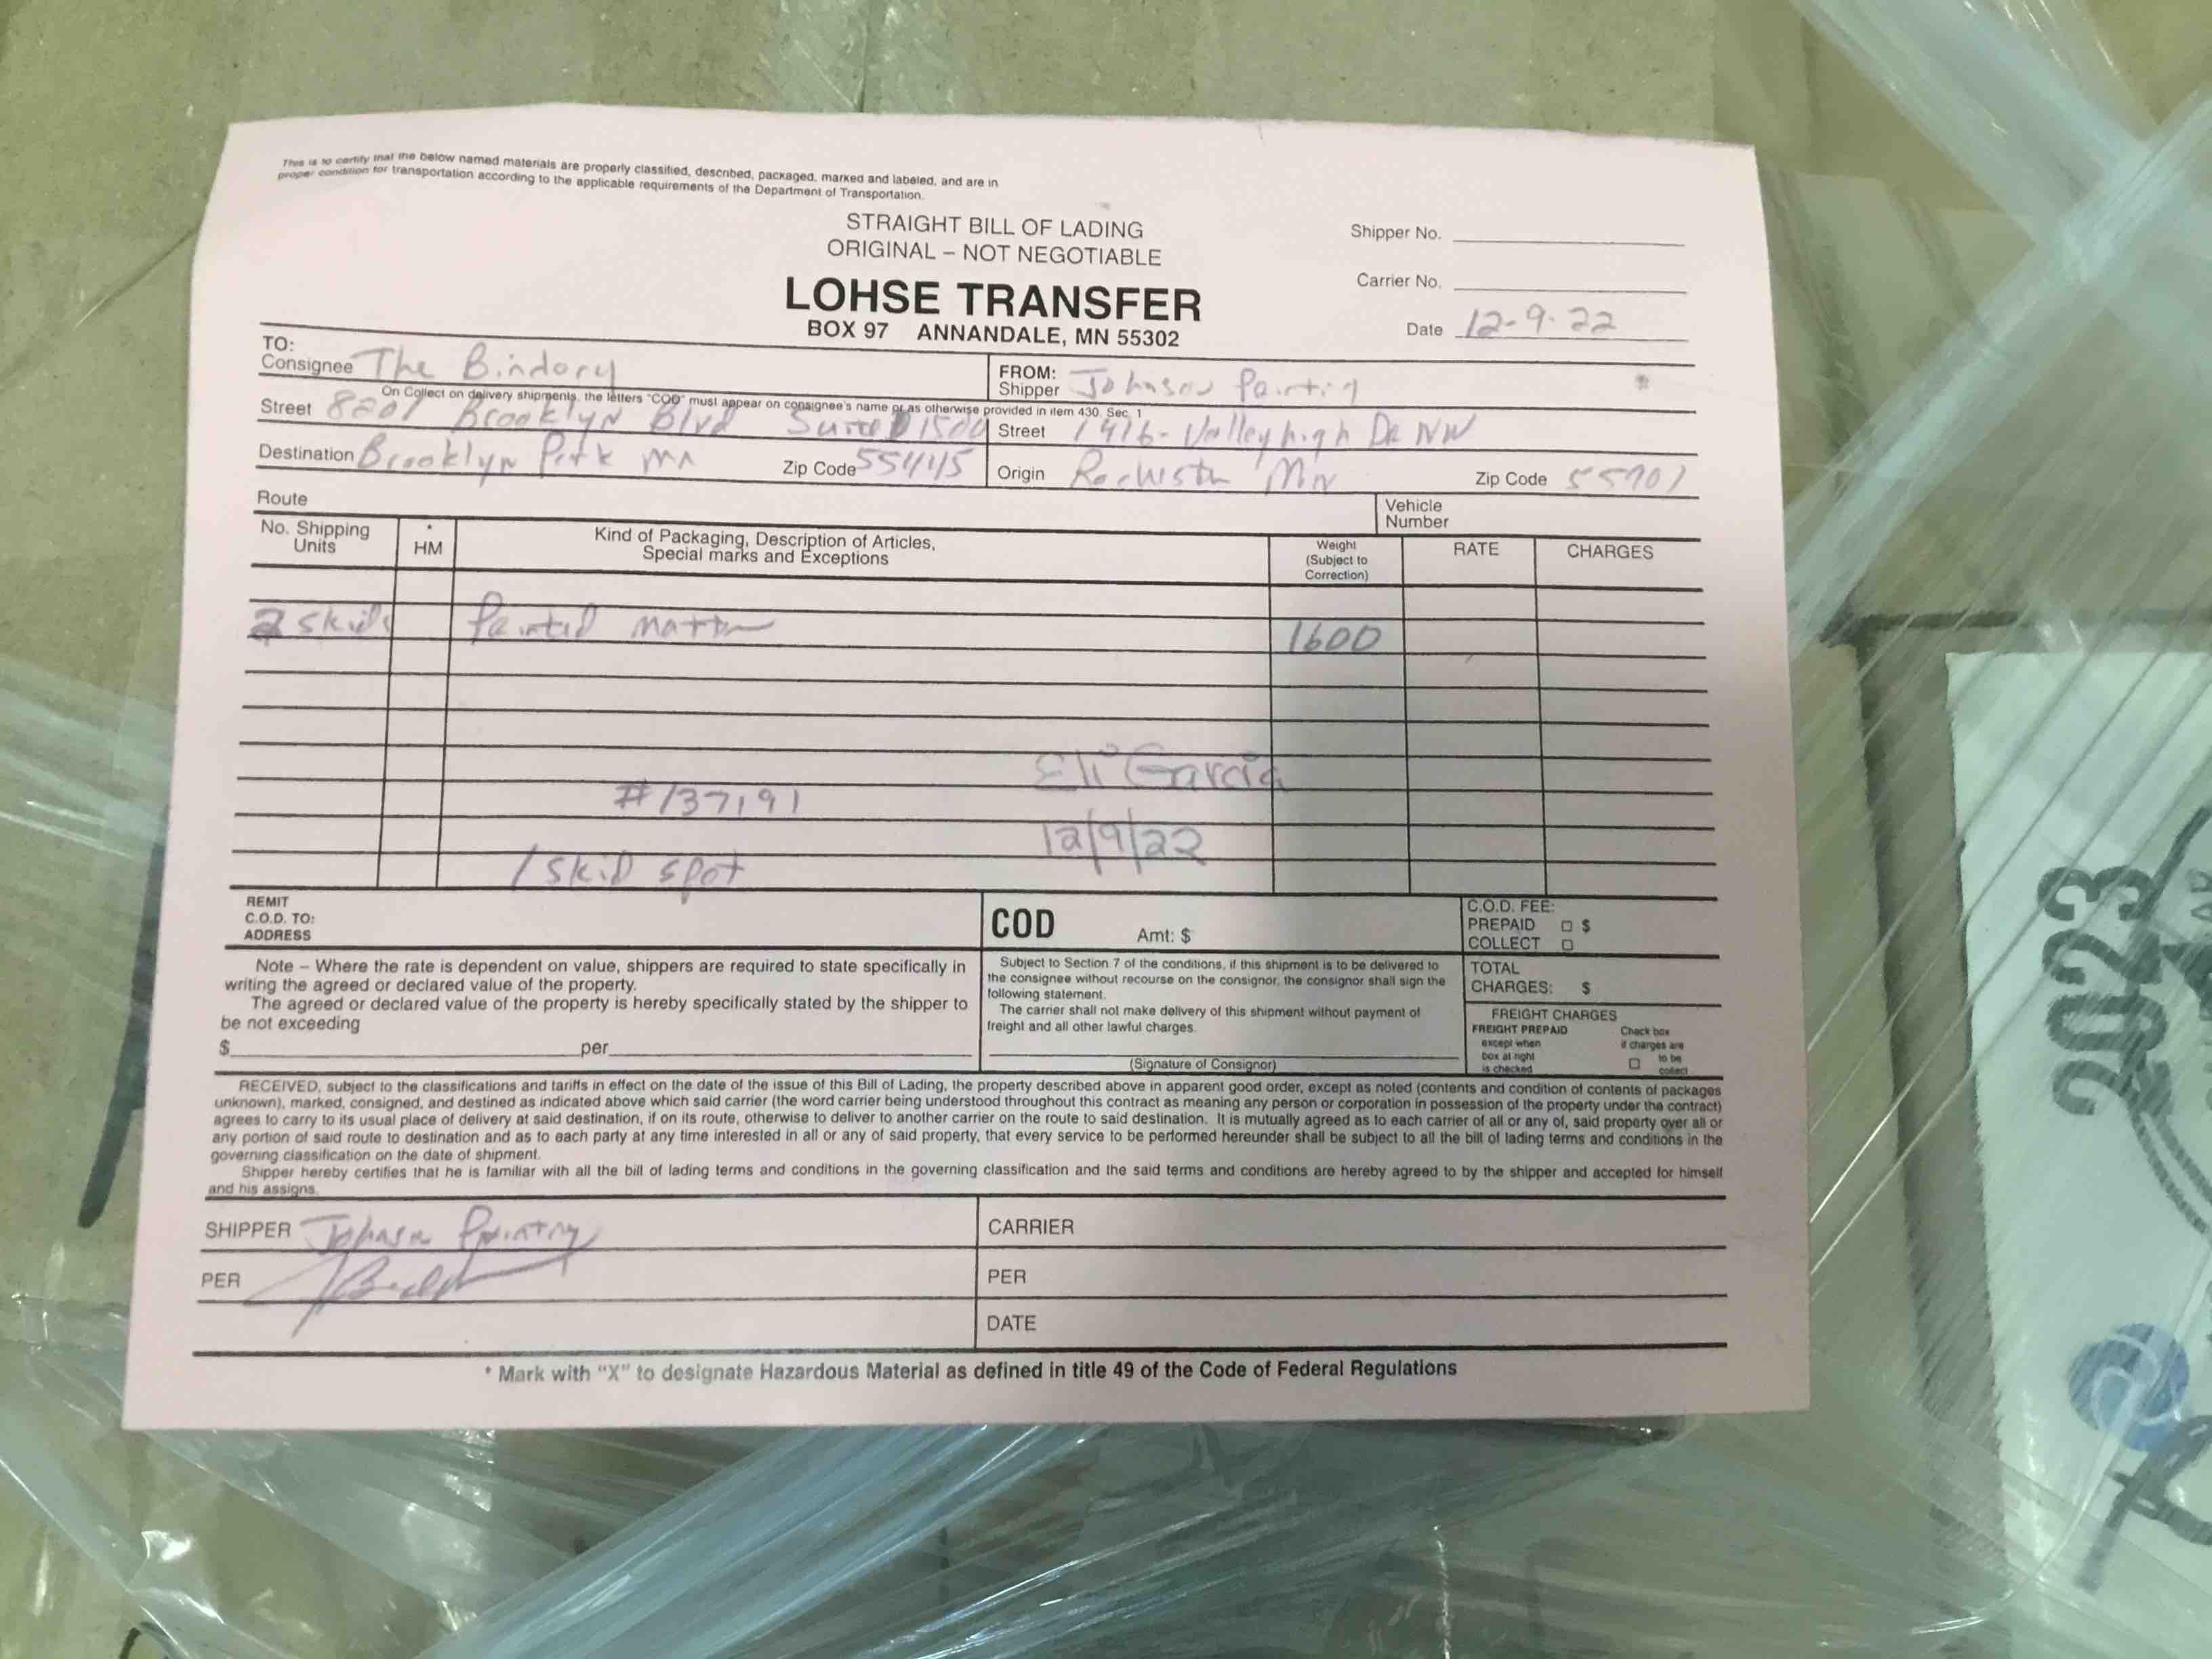 This is to certify that the below named materials are properly classified, described, packaged, marked and labeled, and are in
proper condition for transportation according to the applicable requirements of the Department of Transportation.
STRAIGHT BILL OF LADING
ORIGINAL – NOT NEGOTIABLE
LOHSE TRANSFER
BOX 97 ANNANDALE, MN 55302
Shipper No.
Carrier No.
Date 12-9-22
TO:
Consignee The Bindery
FROM:
Shipper Johnson Printing
On Collect on delivery shipments, the letters "COD" must appear on consignee's name or as otherwise provided in item 430, Sec. 1
Street 8201 Brooklyn Blvd Suite 1500
Street 1416- Valleyhigh Dr NW
Destination Brooklyn Park MN Zip Code 55445
Origin Rochester MN Zip Code 55901
Route
Vehicle
Number
No. Shipping
Units
*
HM
Kind of Packaging, Description of Articles,
Special marks and Exceptions
Weight
(Subject to
Correction)
RATE
CHARGES
2 skids Printed matter 1600
Eli Garcia
#137191
12/9/22
1 skid spot
REMIT
C.O.D. TO:
ADDRESS
COD Amt: $
C.O.D. FEE:
PREPAID □ $
COLLECT □
Note – Where the rate is dependent on value, shippers are required to state specifically in
writing the agreed or declared value of the property.
The agreed or declared value of the property is hereby specifically stated by the shipper to
be not exceeding
$ per
Subject to Section 7 of the conditions, if this shipment is to be delivered to
the consignee without recourse on the consignor, the consignor shall sign the
following statement.
The carrier shall not make delivery of this shipment without payment of
freight and all other lawful charges.
(Signature of Consignor)
TOTAL
CHARGES: $
FREIGHT CHARGES
FREIGHT PREPAID
except when
box at right
is checked
Check box
if charges are
□ to be
collect
RECEIVED, subject to the classifications and tariffs in effect on the date of the issue of this Bill of Lading, the property described above in apparent good order, except as noted (contents and condition of contents of packages
unknown), marked, consigned, and destined as indicated above which said carrier (the word carrier being understood throughout this contract as meaning any person or corporation in possession of the property under the contract)
agrees to carry to its usual place of delivery at said destination, if on its route, otherwise to deliver to another carrier on the route to said destination. It is mutually agreed as to each carrier of all or any of, said property over all or
any portion of said route to destination and as to each party at any time interested in all or any of said property, that every service to be performed hereunder shall be subject to all the bill of lading terms and conditions in the
governing classification on the date of shipment.
Shipper hereby certifies that he is familiar with all the bill of lading terms and conditions in the governing classification and the said terms and conditions are hereby agreed to by the shipper and accepted for himself
and his assigns.
SHIPPER Johnson Printing
CARRIER
PER
PER
DATE
* Mark with "X" to designate Hazardous Material as defined in title 49 of the Code of Federal Regulations
2023